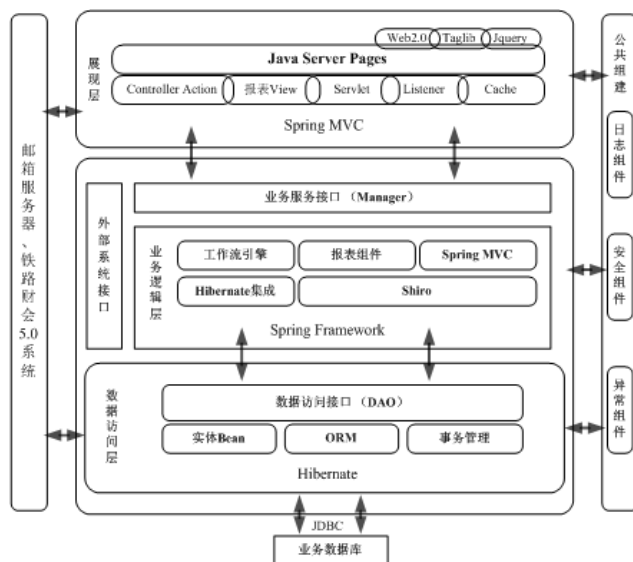 Web2.0 Taglib Jquery
Java Server Pages
展现层
Controller Action 报表View Servlet Listener Cache
Spring MVC
邮箱服务器、铁路财会5.0系统
公共组建
日志组件
安全组件
异常组件
外部系统接口
业务服务接口 （Manager）
业务逻辑层
工作流引擎 报表组件 Spring MVC
Hibernate集成 Shiro
Spring Framework
数据访问层
数据访问接口（DAO）
实体Bean ORM 事务管理
Hibernate
JDBC
业务数据库